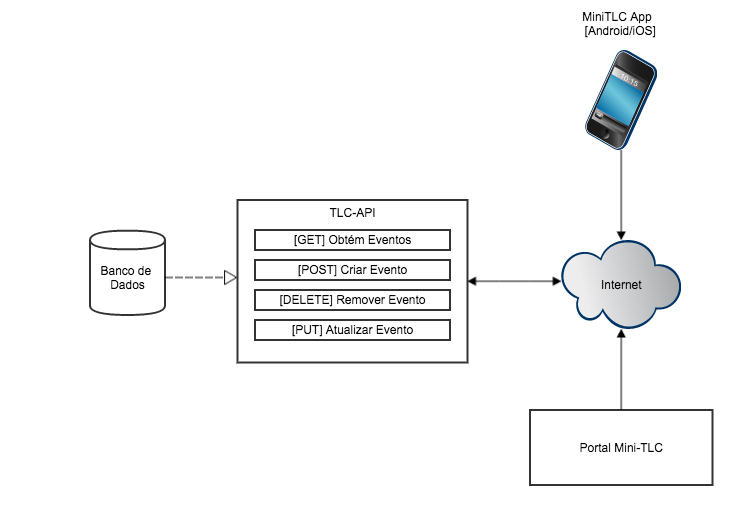 MiniTLC App
[Android/iOS]
10:15
TLC-API
[GET] Obtém Eventos
[POST] Criar Evento
[DELETE] Remover Evento
[PUT] Atualizar Evento
Banco de
Dados
Internet
Portal Mini-TLC